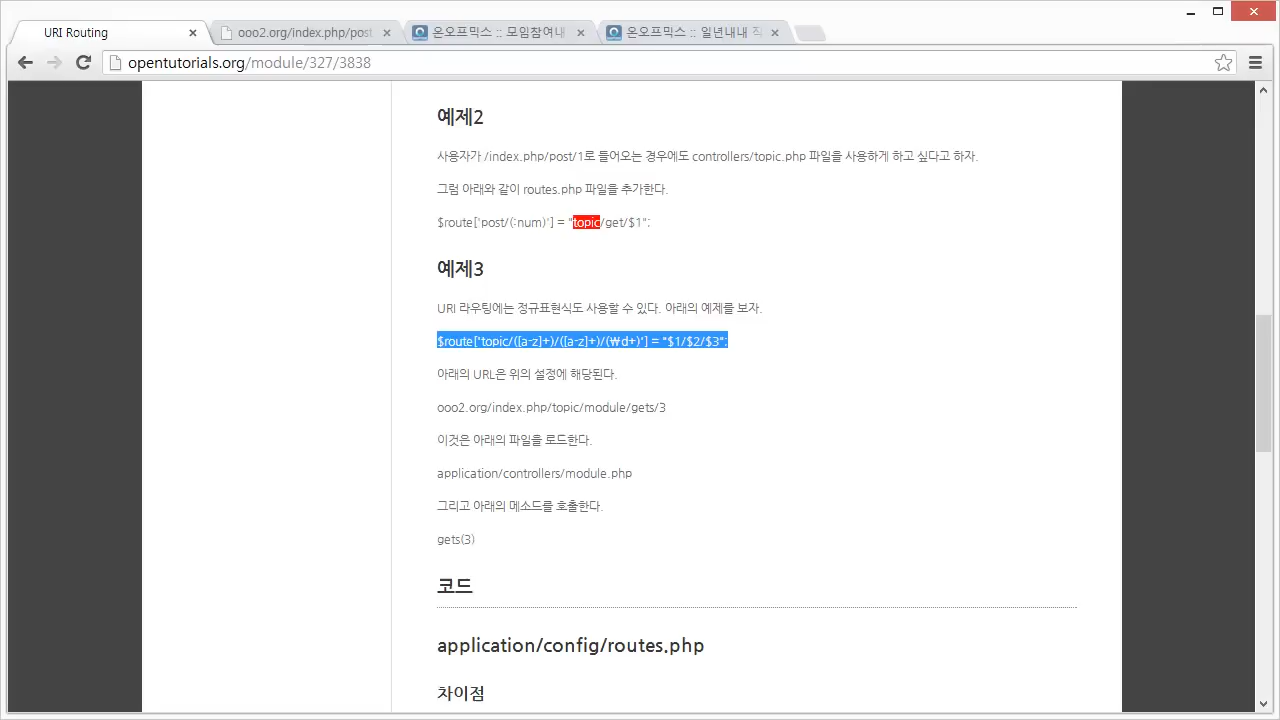 URI Routing
ooo2.org/index.php/post
온오프믹스 :: 모임참여내
온오프믹스 :: 일년내내
opentutorials.org/module/327/3838
예제2
사용자가 /index.php/post/1로 들어오는 경우에도 controllers/topic.php 파일을 사용하게 하고 싶다고 하자.
그럼 아래와 같이 routes.php 파일을 추가한다.
$route['post/(:num)'] = "topic/get/$1";
예제3
URI 라우팅에는 정규표현식도 사용할 수 있다. 아래의 예제를 보자.
$route['topic/([a-z]+)/([a-z]+)/(₩d+)'] = "$1/$2/$3";
아래의 URL은 위의 설정에 해당된다.
ooo2.org/index.php/topic/module/gets/3
이것은 아래의 파일을 로드한다.
application/controllers/module.php
그리고 아래의 메소드를 호출한다.
gets(3)
코드
application/config/routes.php
차이점